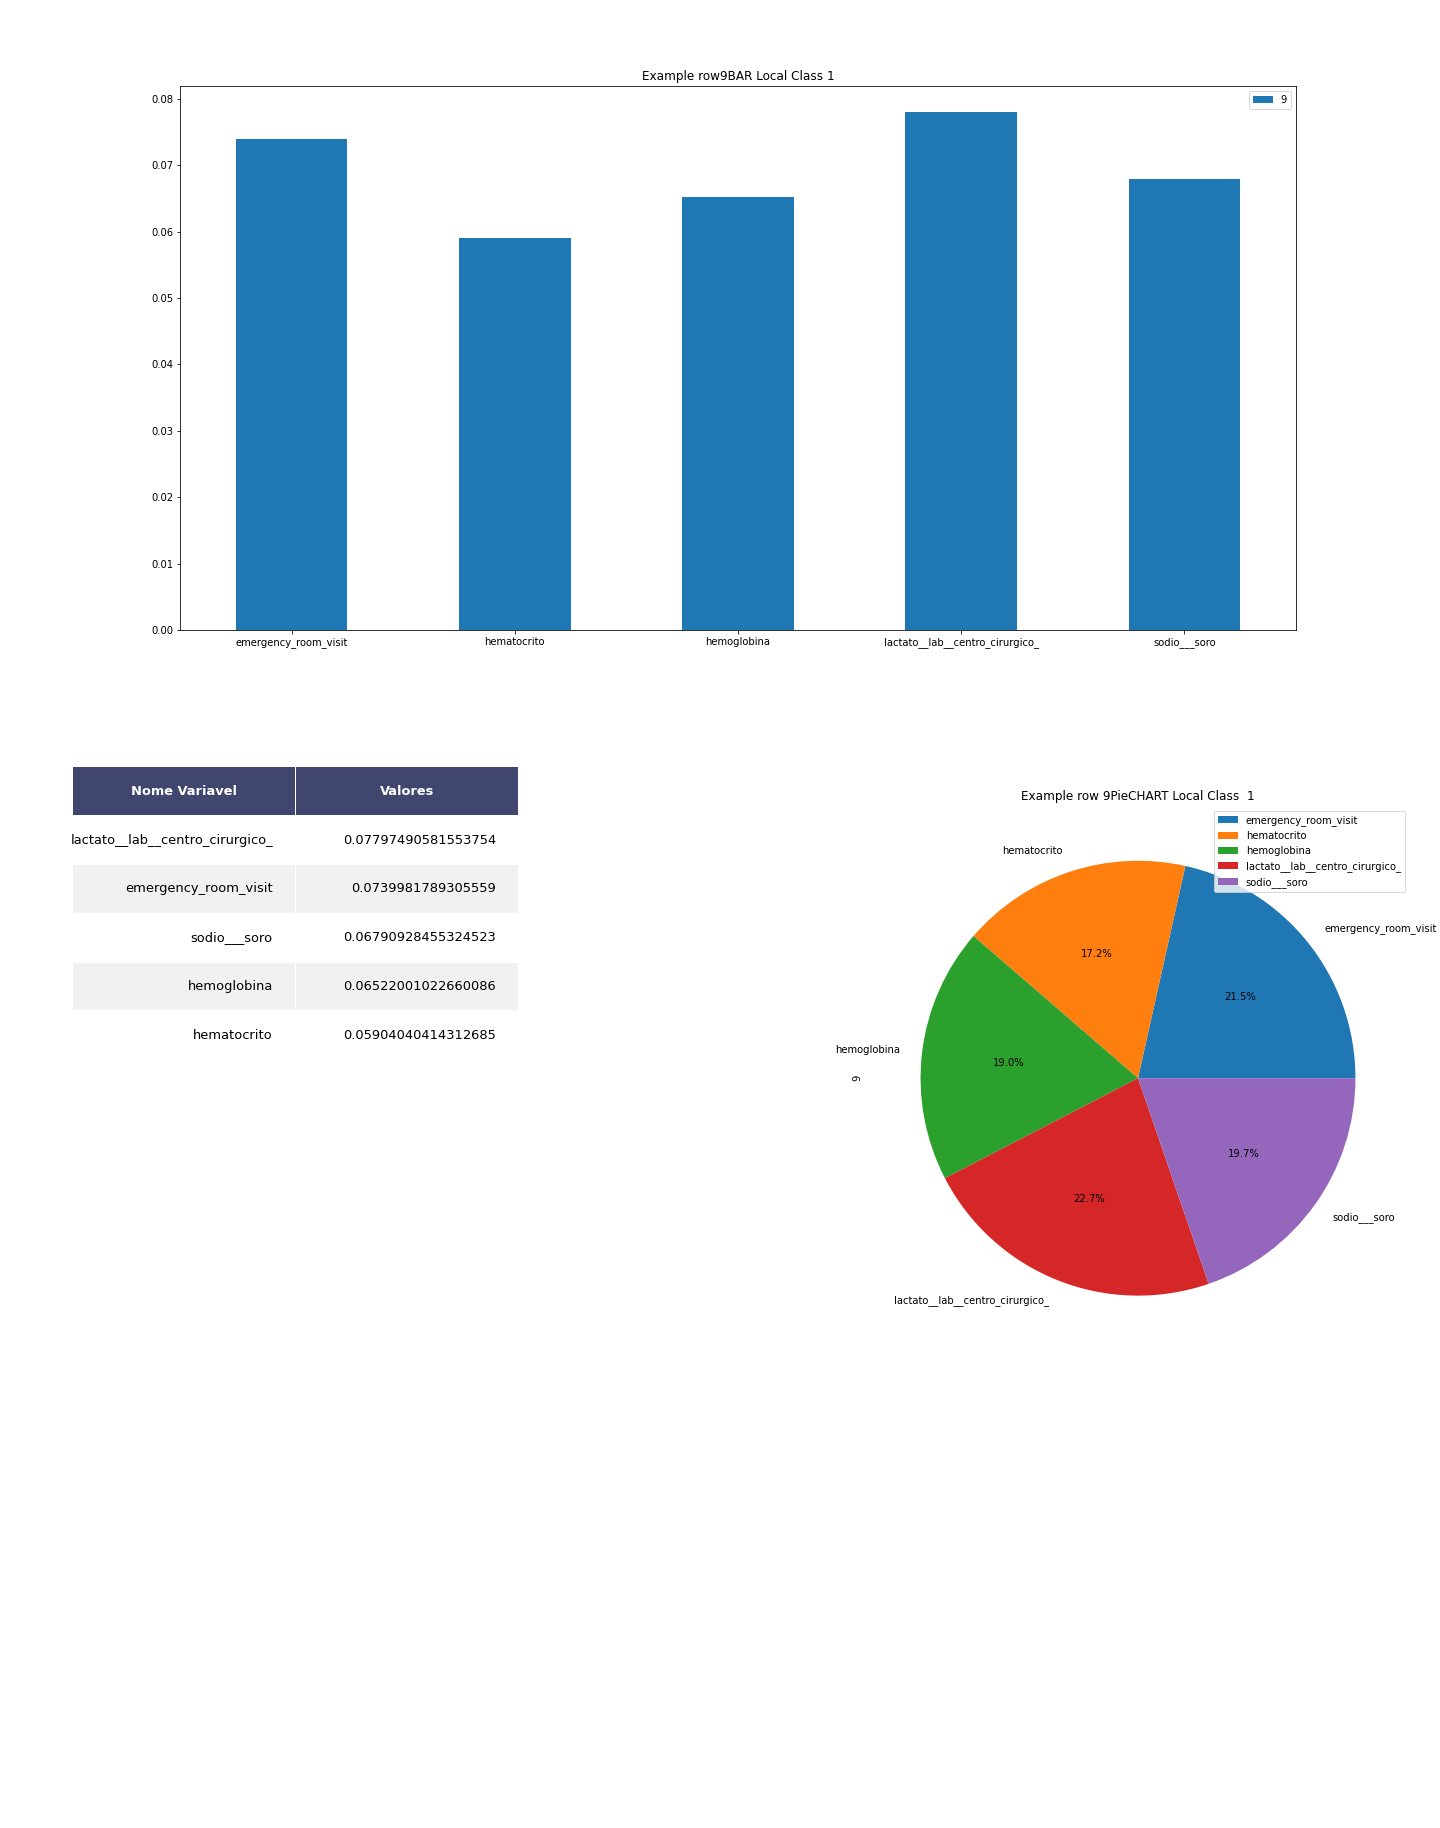 Example row9BAR Local Class 1
9
0.08
0.07
0.06
0.05
0.04
0.03
0.02
0.01
0.00
emergency_room_visit
hematocrito
hemoglobina
lactato__lab__centro_cirurgico_
sodio___soro
Nome Variavel Valores
lactato__lab__centro_cirurgico_ 0.07797490581553754
emergency_room_visit 0.0739981789305559
sodio___soro 0.06790928455324523
hemoglobina 0.06522001022660086
hematocrito 0.05904040414312685
Example row 9PieCHART Local Class  1
emergency_room_visit
hematocrito
hemoglobina
lactato__lab__centro_cirurgico_
sodio___soro
hematocrito
emergency_room_visit
17.2%
21.5%
hemoglobina
19.0%
9
19.7%
22.7%
sodio___soro
lactato__lab__centro_cirurgico_